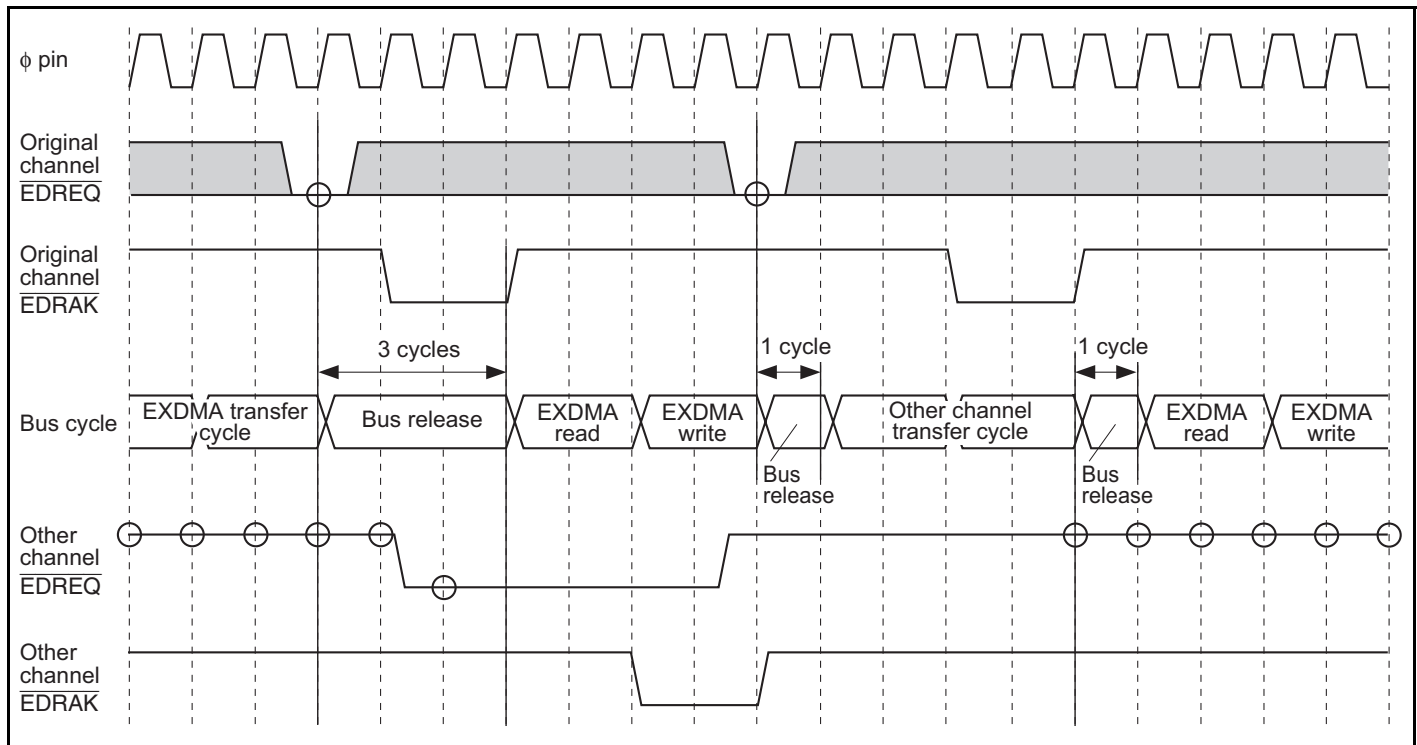 ϕ pin
Original
channel
EDREQ
Original
channel
EDRAK
3 cycles
1 cycle
1 cycle
Bus cycle
EXDMA transfer
cycle
Bus release
EXDMA
read
EXDMA
write
Bus
release
Other channel
transfer cycle
Bus
release
EXDMA
read
EXDMA
write
Other
channel
EDREQ
Other
channel
EDRAK